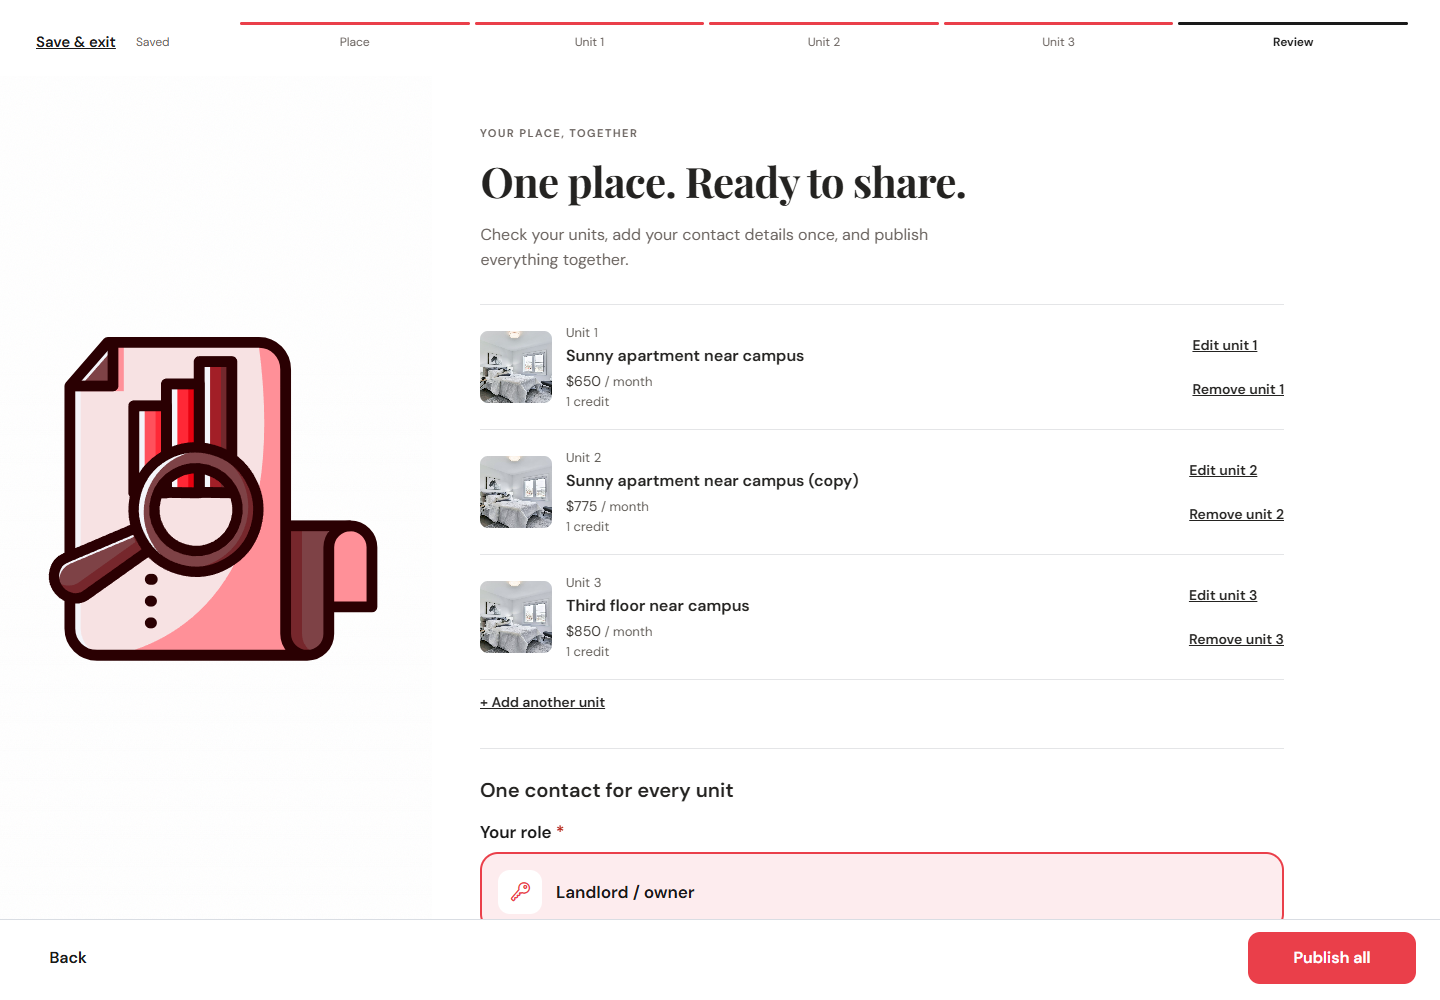 Save & exit
Saved
Place
Unit 1
Unit 2
Unit 3
Review
YOUR PLACE, TOGETHER
One place. Ready to share.
Check your units, add your contact details once, and publish
everything together.
Unit 1
Sunny apartment near campus
$650 / month
1 credit
Edit unit 1
Remove unit 1
Unit 2
Sunny apartment near campus (copy)
$775 / month
1 credit
Edit unit 2
Remove unit 2
Unit 3
Third floor near campus
$850 / month
1 credit
Edit unit 3
Remove unit 3
+ Add another unit
One contact for every unit
Your role *
Landlord / owner
Back
Publish all